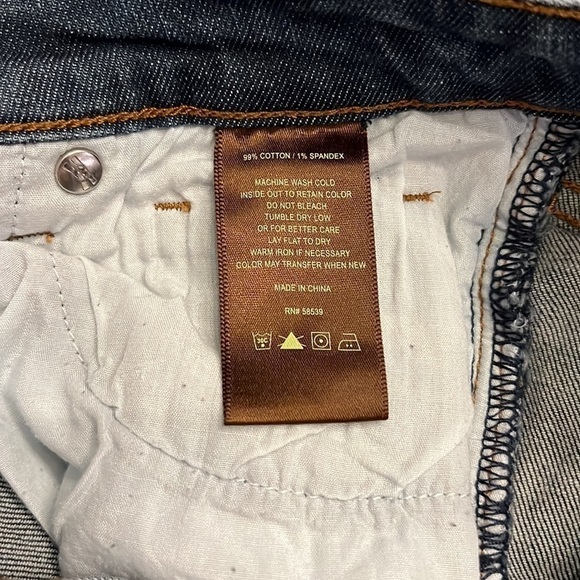 99% COTTON / 1% SPANDEX
MACHINE WASH COLD
INSIDE OUT TO RETAIN COLOR
DO NOT BLEACH
TUMBLE DRY LOW
OR FOR BETTER CARE
LAY FLAT TO DRY
WARM IRON IF NECESSARY
COLOR MAY TRANSFER WHEN NEW
MADE IN CHINA
RN# 58539
30C